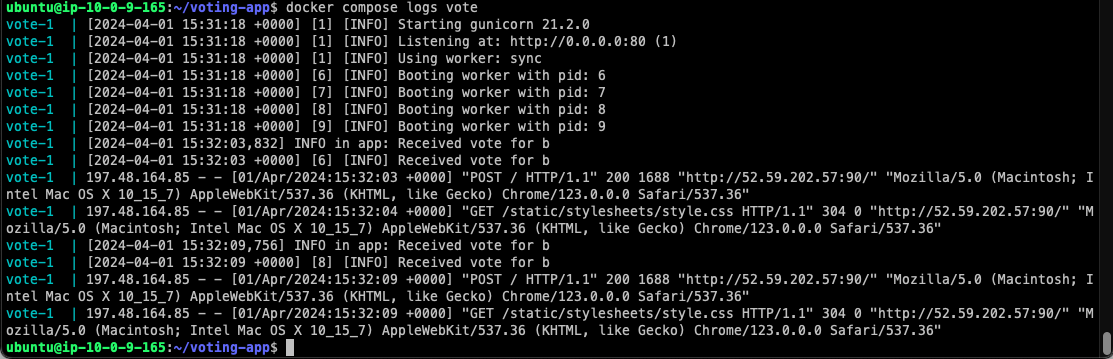 ubuntu@ip-10-0-9-165:~/voting-app$ docker compose logs vote
vote-1  | [2024-04-01 15:31:18 +0000] [1] [INFO] Starting gunicorn 21.2.0
vote-1  | [2024-04-01 15:31:18 +0000] [1] [INFO] Listening at: http://0.0.0.0:80 (1)
vote-1  | [2024-04-01 15:31:18 +0000] [1] [INFO] Using worker: sync
vote-1  | [2024-04-01 15:31:18 +0000] [6] [INFO] Booting worker with pid: 6
vote-1  | [2024-04-01 15:31:18 +0000] [7] [INFO] Booting worker with pid: 7
vote-1  | [2024-04-01 15:31:18 +0000] [8] [INFO] Booting worker with pid: 8
vote-1  | [2024-04-01 15:31:18 +0000] [9] [INFO] Booting worker with pid: 9
vote-1  | [2024-04-01 15:32:03,832] INFO in app: Received vote for b
vote-1  | [2024-04-01 15:32:03 +0000] [6] [INFO] Received vote for b
vote-1  | 197.48.164.85 - - [01/Apr/2024:15:32:03 +0000] "POST / HTTP/1.1" 200 1688 "http://52.59.202.57:90/" "Mozilla/5.0 (Macintosh; I
ntel Mac OS X 10_15_7) AppleWebKit/537.36 (KHTML, like Gecko) Chrome/123.0.0.0 Safari/537.36"
vote-1  | 197.48.164.85 - - [01/Apr/2024:15:32:04 +0000] "GET /static/stylesheets/style.css HTTP/1.1" 304 0 "http://52.59.202.57:90/" "M
ozilla/5.0 (Macintosh; Intel Mac OS X 10_15_7) AppleWebKit/537.36 (KHTML, like Gecko) Chrome/123.0.0.0 Safari/537.36"
vote-1  | [2024-04-01 15:32:09,756] INFO in app: Received vote for b
vote-1  | [2024-04-01 15:32:09 +0000] [8] [INFO] Received vote for b
vote-1  | 197.48.164.85 - - [01/Apr/2024:15:32:09 +0000] "POST / HTTP/1.1" 200 1688 "http://52.59.202.57:90/" "Mozilla/5.0 (Macintosh; I
ntel Mac OS X 10_15_7) AppleWebKit/537.36 (KHTML, like Gecko) Chrome/123.0.0.0 Safari/537.36"
vote-1  | 197.48.164.85 - - [01/Apr/2024:15:32:09 +0000] "GET /static/stylesheets/style.css HTTP/1.1" 304 0 "http://52.59.202.57:90/" "M
ozilla/5.0 (Macintosh; Intel Mac OS X 10_15_7) AppleWebKit/537.36 (KHTML, like Gecko) Chrome/123.0.0.0 Safari/537.36"
ubuntu@ip-10-0-9-165:~/voting-app$